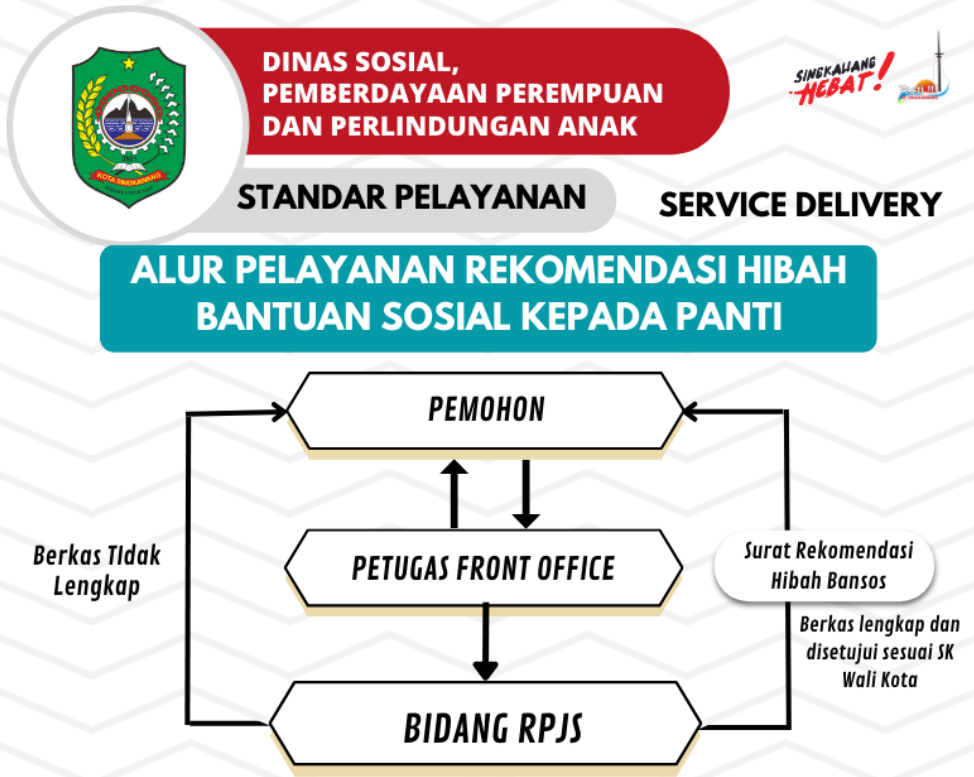 DINAS SOSIAL,
PEMBERDAYAAN PEREMPUAN
DAN PERLINDUNGAN ANAK
SINGKAWANG
HEBAT!
KOTA SINGKAWANG
STANDAR PELAYANAN
SERVICE DELIVERY
ALUR PELAYANAN REKOMENDASI HIBAH
BANTUAN SOSIAL KEPADA PANTI
PEMOHON
PETUGAS FRONT OFFICE
Berkas TIdak
Lengkap
Surat Rekomendasi
Hibah Bansos
Berkas lengkap dan
disetujui sesuai SK
Wali Kota
BIDANG RPJS